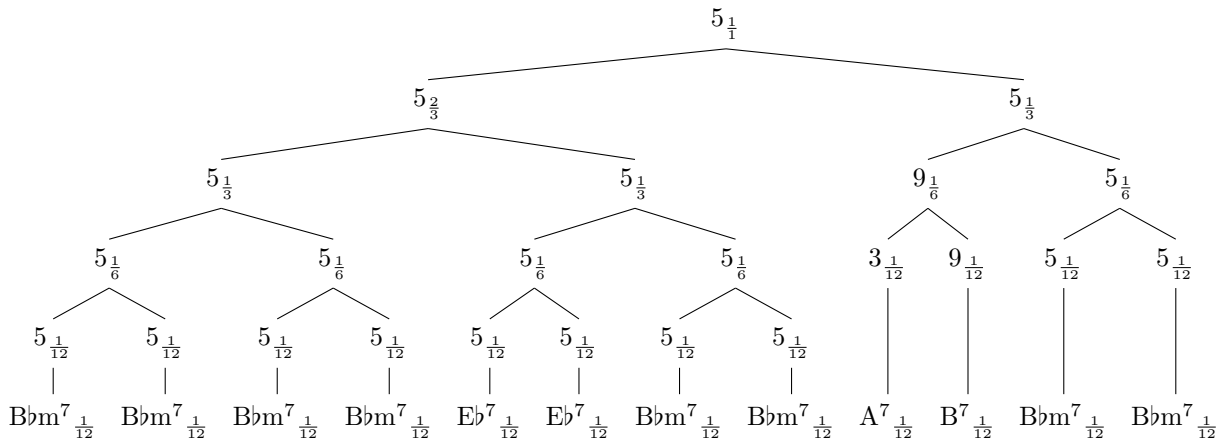 5 1/1
5 2/3 5 1/3
5 1/3 5 1/3 9 1/6 5 1/6
5 1/6 5 1/6 5 1/6 5 1/6 3 1/12 9 1/12 5 1/12 5 1/12
5 1/12 5 1/12 5 1/12 5 1/12 5 1/12 5 1/12 5 1/12 5 1/12
B♭m⁷ 1/12 B♭m⁷ 1/12 B♭m⁷ 1/12 B♭m⁷ 1/12 E♭⁷ 1/12 E♭⁷ 1/12 B♭m⁷ 1/12 B♭m⁷ 1/12 A⁷ 1/12 B⁷ 1/12 B♭m⁷ 1/12 B♭m⁷ 1/12